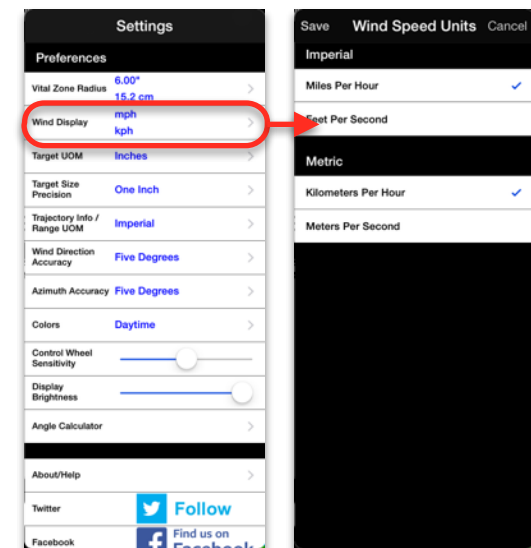 Settings
Preferences
Vital Zone Radius
6.00"
15.2 cm
Wind Display
mph
kph
Target UOM
Inches
Target Size
Precision
One Inch
Trajectory Info /
Range UOM
Imperial
Wind Direction
Accuracy
Five Degrees
Azimuth Accuracy
Five Degrees
Colors
Daytime
Control Wheel
Sensitivity
Display
Brightness
Angle Calculator
About/Help
Twitter
Follow
Facebook
Find us on
Facebook
Save
Wind Speed Units
Cancel
Imperial
Miles Per Hour
Feet Per Second
Metric
Kilometers Per Hour
Meters Per Second